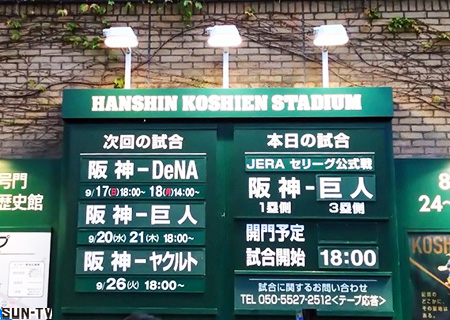 HANSHIN KOSHIEN STADIUM
次回の試合
阪神－DeNA
9/17(日)18:00~ 18(月)14:00~
阪神－巨人
9/20(水) 21(木) 18:00~
阪神－ヤクルト
9/26(火) 18:00~
本日の試合
JERA セリーグ公式戦
阪神－巨人
1塁側 3塁側
開門予定
試合開始 18:00
試合に関するお問い合わせ
TEL 050-5527-2512<テープ応答>
号門
歴史館
8
24~
KOSH
SUN-TV